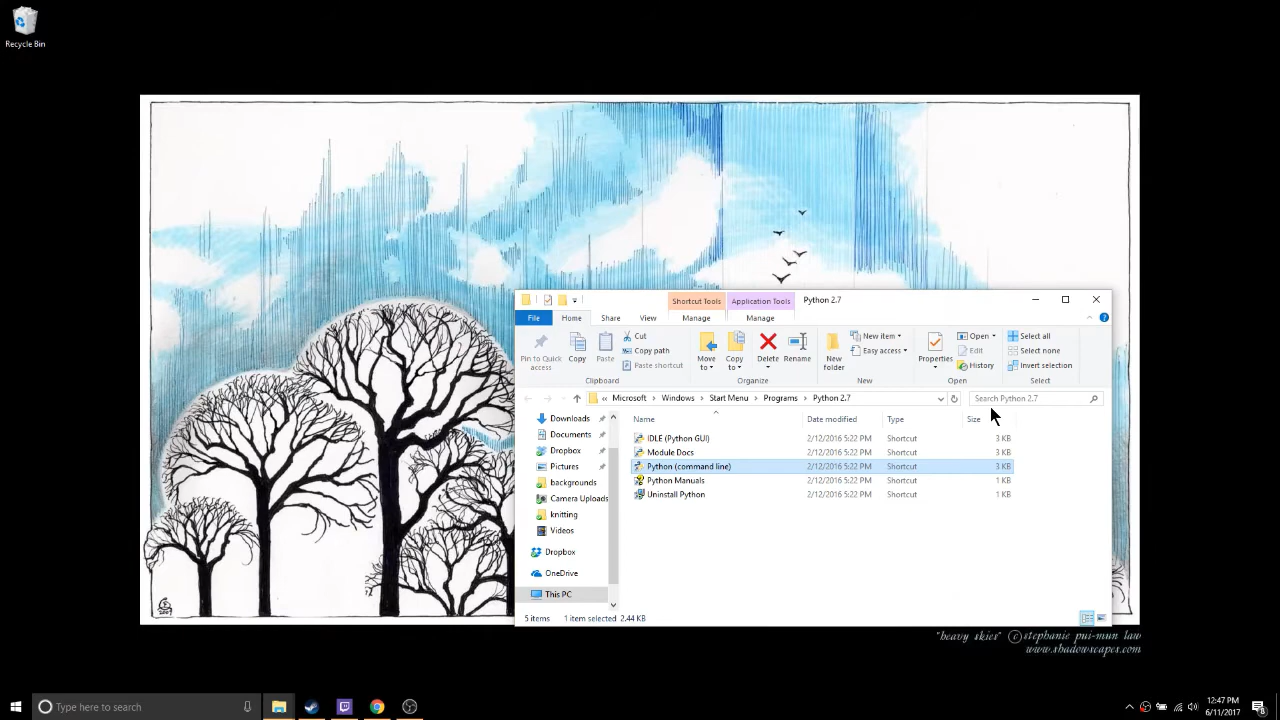 Recycle Bin
Shortcut Tools
Application Tools
Python 2.7
File
Home
Share
View
Manage
Manage
Pin to Quick access
Copy
Paste
Cut
Copy path
Paste shortcut
Clipboard
Move to
Copy to
Delete
Rename
Organize
New folder
New item
Easy access
New
Properties
Open
Edit
History
Open
Select all
Select none
Invert selection
Select
« Microsoft > Windows > Start Menu > Programs > Python 2.7
Search Python 2.7
Downloads
Documents
Dropbox
Pictures
backgrounds
Camera Uploads
knitting
Videos
Dropbox
OneDrive
This PC
Name Date modified Type Size
IDLE (Python GUI) 2/12/2016 5:22 PM Shortcut 3 KB
Module Docs 2/12/2016 5:22 PM Shortcut 3 KB
Python (command line) 2/12/2016 5:22 PM Shortcut 3 KB
Python Manuals 2/12/2016 5:22 PM Shortcut 1 KB
Uninstall Python 2/12/2016 5:22 PM Shortcut 1 KB
5 items 1 item selected 2.44 KB
"heavy skies" © stephanie pui-mun law
www.shadowscapes.com
Type here to search
12:47 PM
6/11/2017